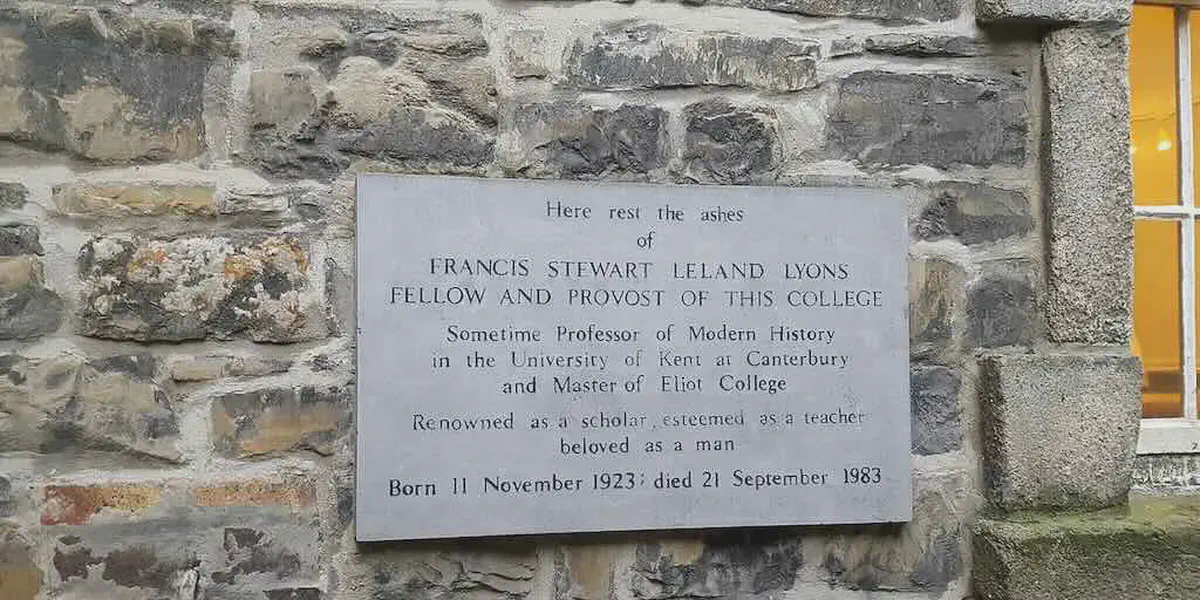 Here rest the ashes
of
FRANCIS STEWART LELAND LYONS
FELLOW AND PROVOST OF THIS COLLEGE
Sometime Professor of Modern History
in the University of Kent at Canterbury
and Master of Eliot College
Renowned as a scholar, esteemed as a teacher
beloved as a man
Born 11 November 1923; died 21 September 1983